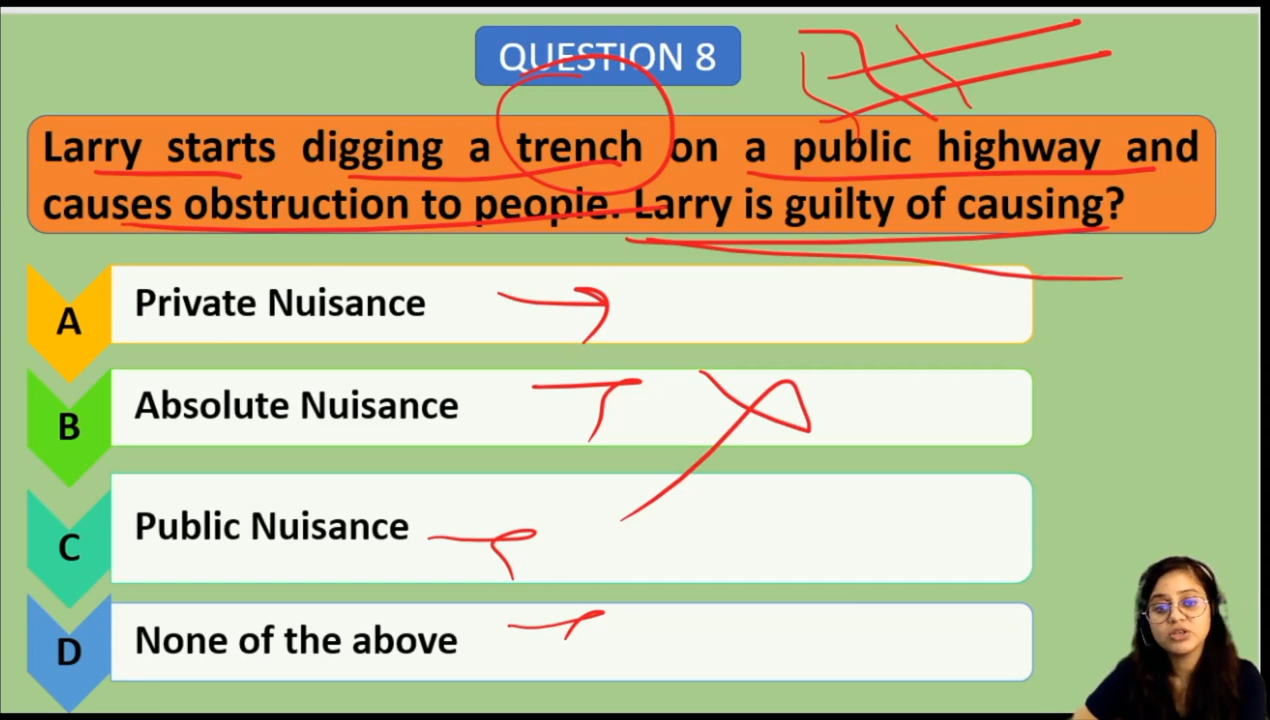 QUESTION 8
Larry starts digging a trench on a public highway and
causes obstruction to people. Larry is guilty of causing?
A Private Nuisance
B Absolute Nuisance
C Public Nuisance
D None of the above